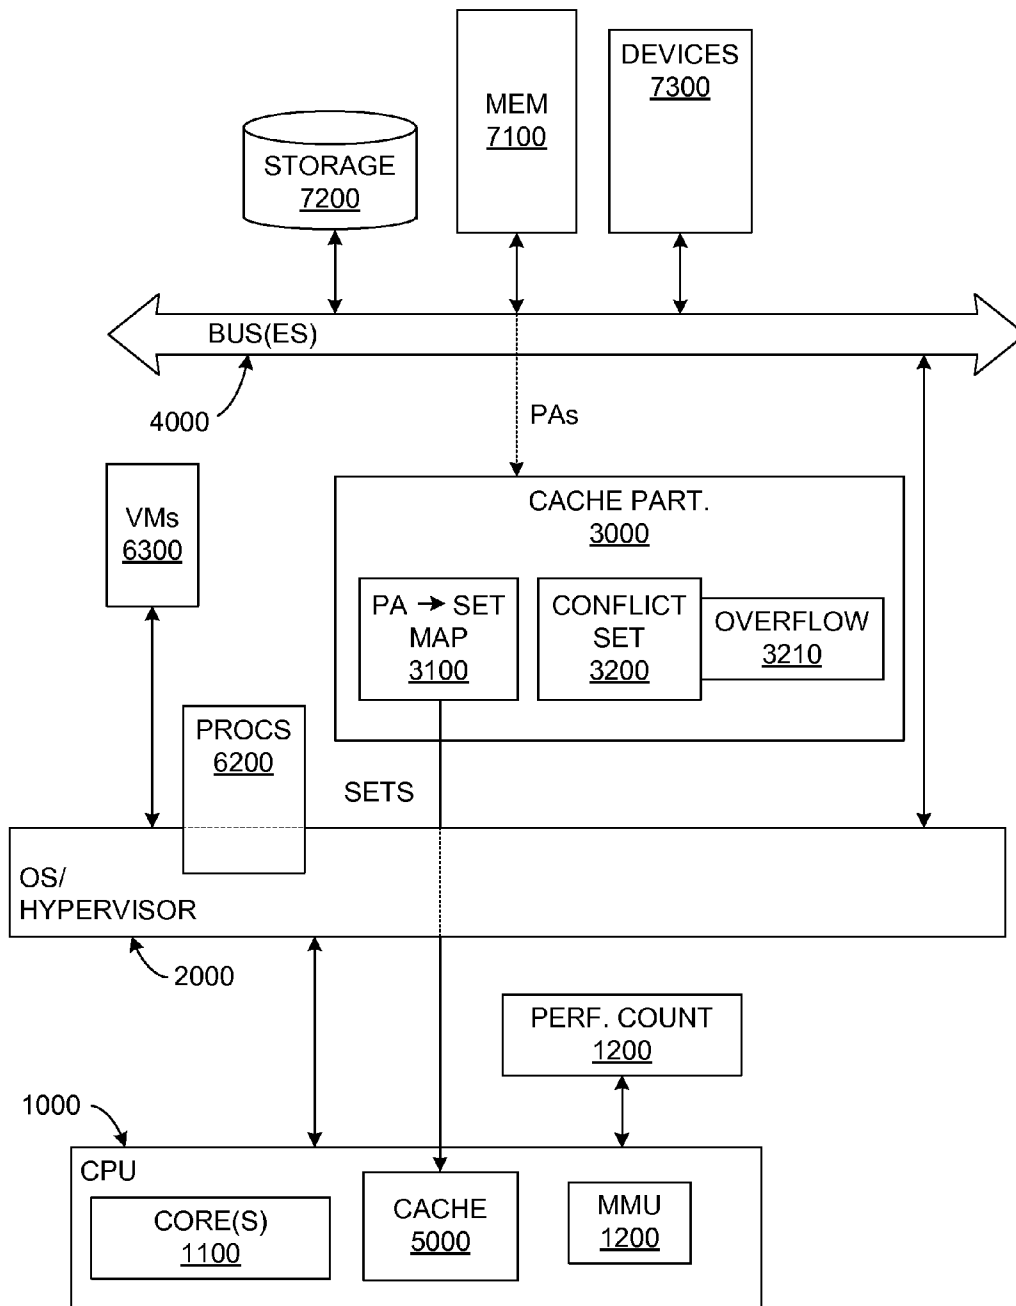 DEVICES
7300
MEM
7100
STORAGE
7200
BUS(ES)
4000
PAs
VMs
6300
CACHE PART.
3000
PA → SET
MAP
3100
CONFLICT
SET
3200
OVERFLOW
3210
PROCS
6200
SETS
OS/
HYPERVISOR
2000
PERF. COUNT
1200
1000
CPU
CORE(S)
1100
CACHE
5000
MMU
1200